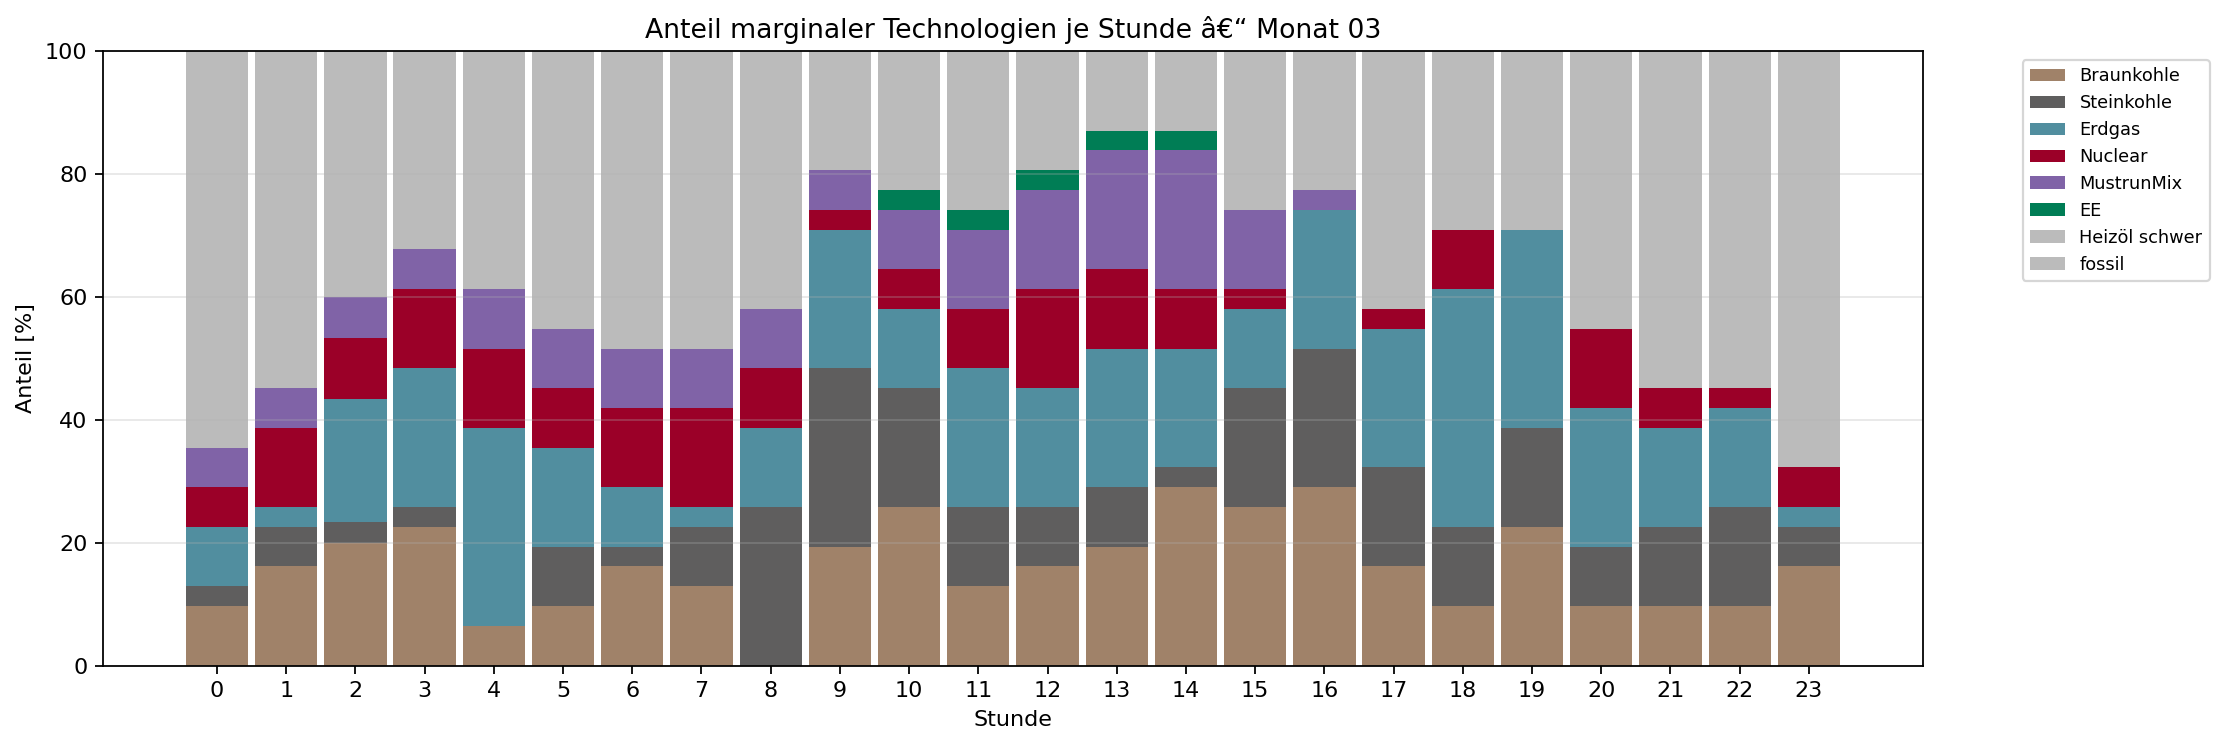 Anteil marginaler Technologien je Stunde â€“ Monat 03
Anteil [%]
100
80
60
40
20
0
0 1 2 3 4 5 6 7 8 9 10 11 12 13 14 15 16 17 18 19 20 21 22 23
Stunde
Braunkohle
Steinkohle
Erdgas
Nuclear
MustrunMix
EE
Heizöl schwer
fossil